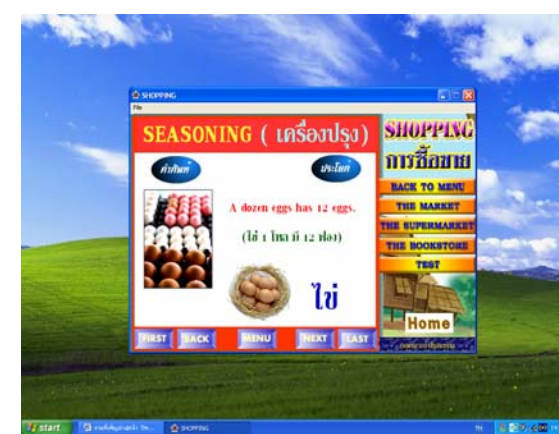 SHOPPING
File
SEASONING ( เครื่องปรุง )
คำศัพท์
ประโยค
A dozen eggs has 12 eggs.
(ไข่ 1 โหล มี 12 ฟอง)
ไข่
FIRST
BACK
MENU
NEXT
LAST
SHOPPING
การซื้อขาย
BACK TO MENU
THE MARKET
THE SUPERMARKET
THE BOOKSTORE
TEST
Home
start
SHOPPING
TH